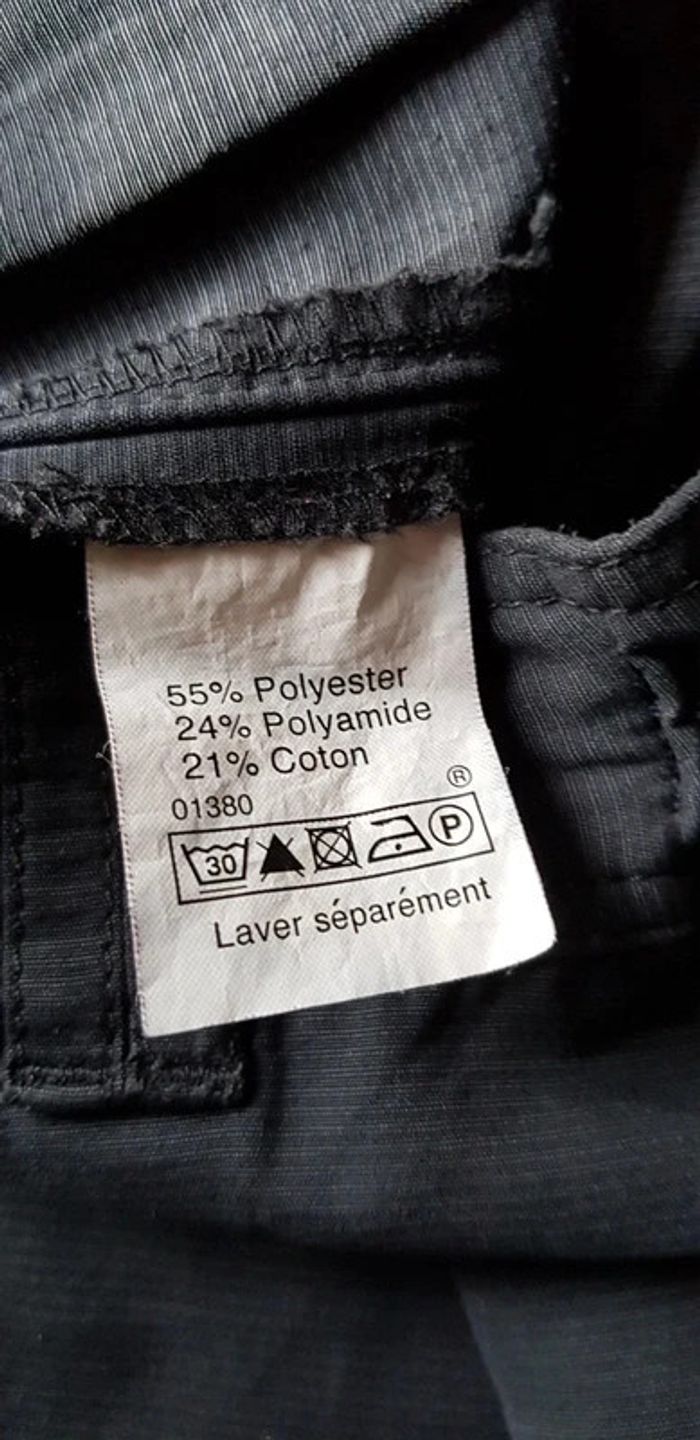 55% Polyester
24% Polyamide
21% Coton
01380
®
30 P
Laver séparément